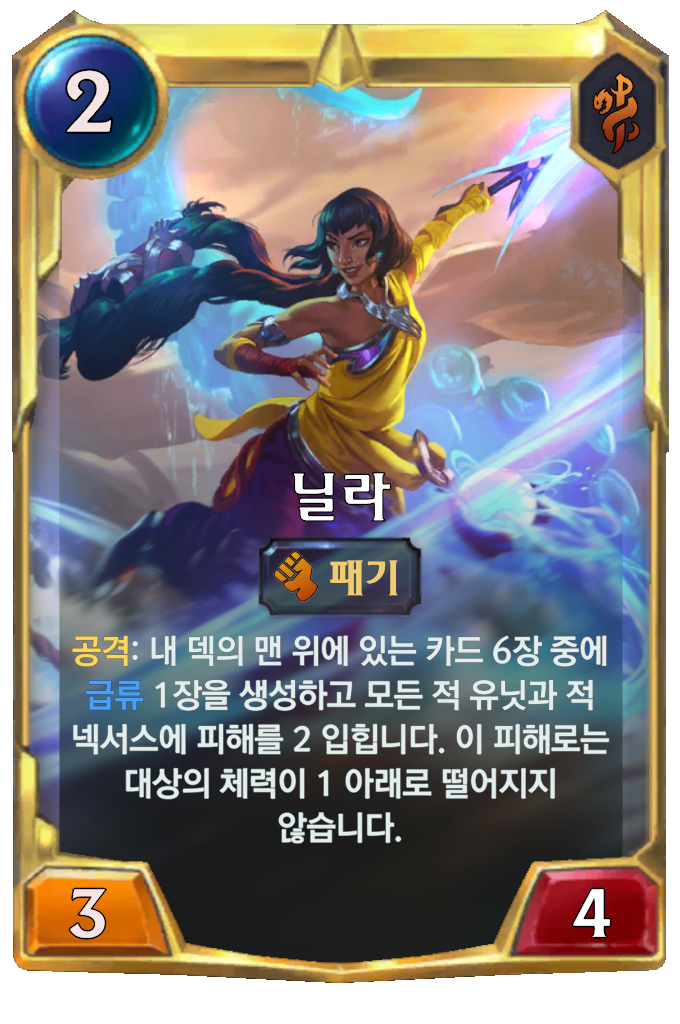 2
닐라
패기
공격: 내 덱의 맨 위에 있는 카드 6장 중에
급류 1장을 생성하고 모든 적 유닛과 적
넥서스에 피해를 2 입힙니다. 이 피해로는
대상의 체력이 1 아래로 떨어지지
않습니다.
3
4